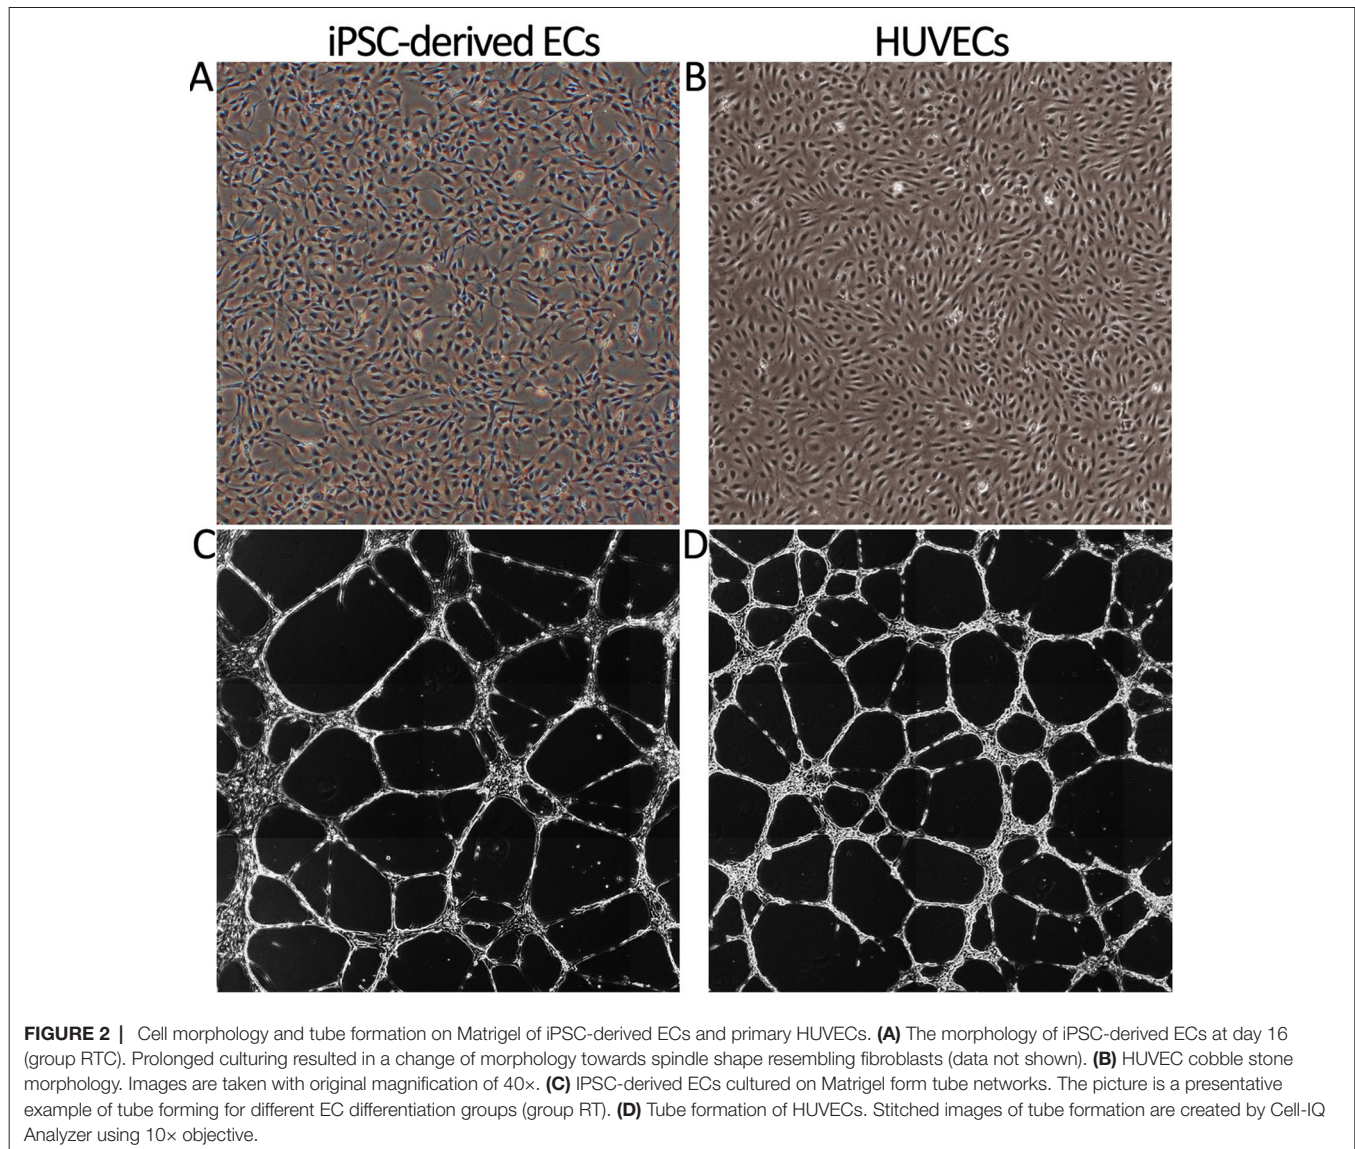 iPSC-derived ECs
HUVECs
A
B
C
D
FIGURE 2 | Cell morphology and tube formation on Matrigel of iPSC-derived ECs and primary HUVECs. (A) The morphology of iPSC-derived ECs at day 16
(group RTC). Prolonged culturing resulted in a change of morphology towards spindle shape resembling fibroblasts (data not shown). (B) HUVEC cobble stone
morphology. Images are taken with original magnification of 40×. (C) IPSC-derived ECs cultured on Matrigel form tube networks. The picture is a presentative
example of tube forming for different EC differentiation groups (group RT). (D) Tube formation of HUVECs. Stitched images of tube formation are created by Cell-IQ
Analyzer using 10× objective.